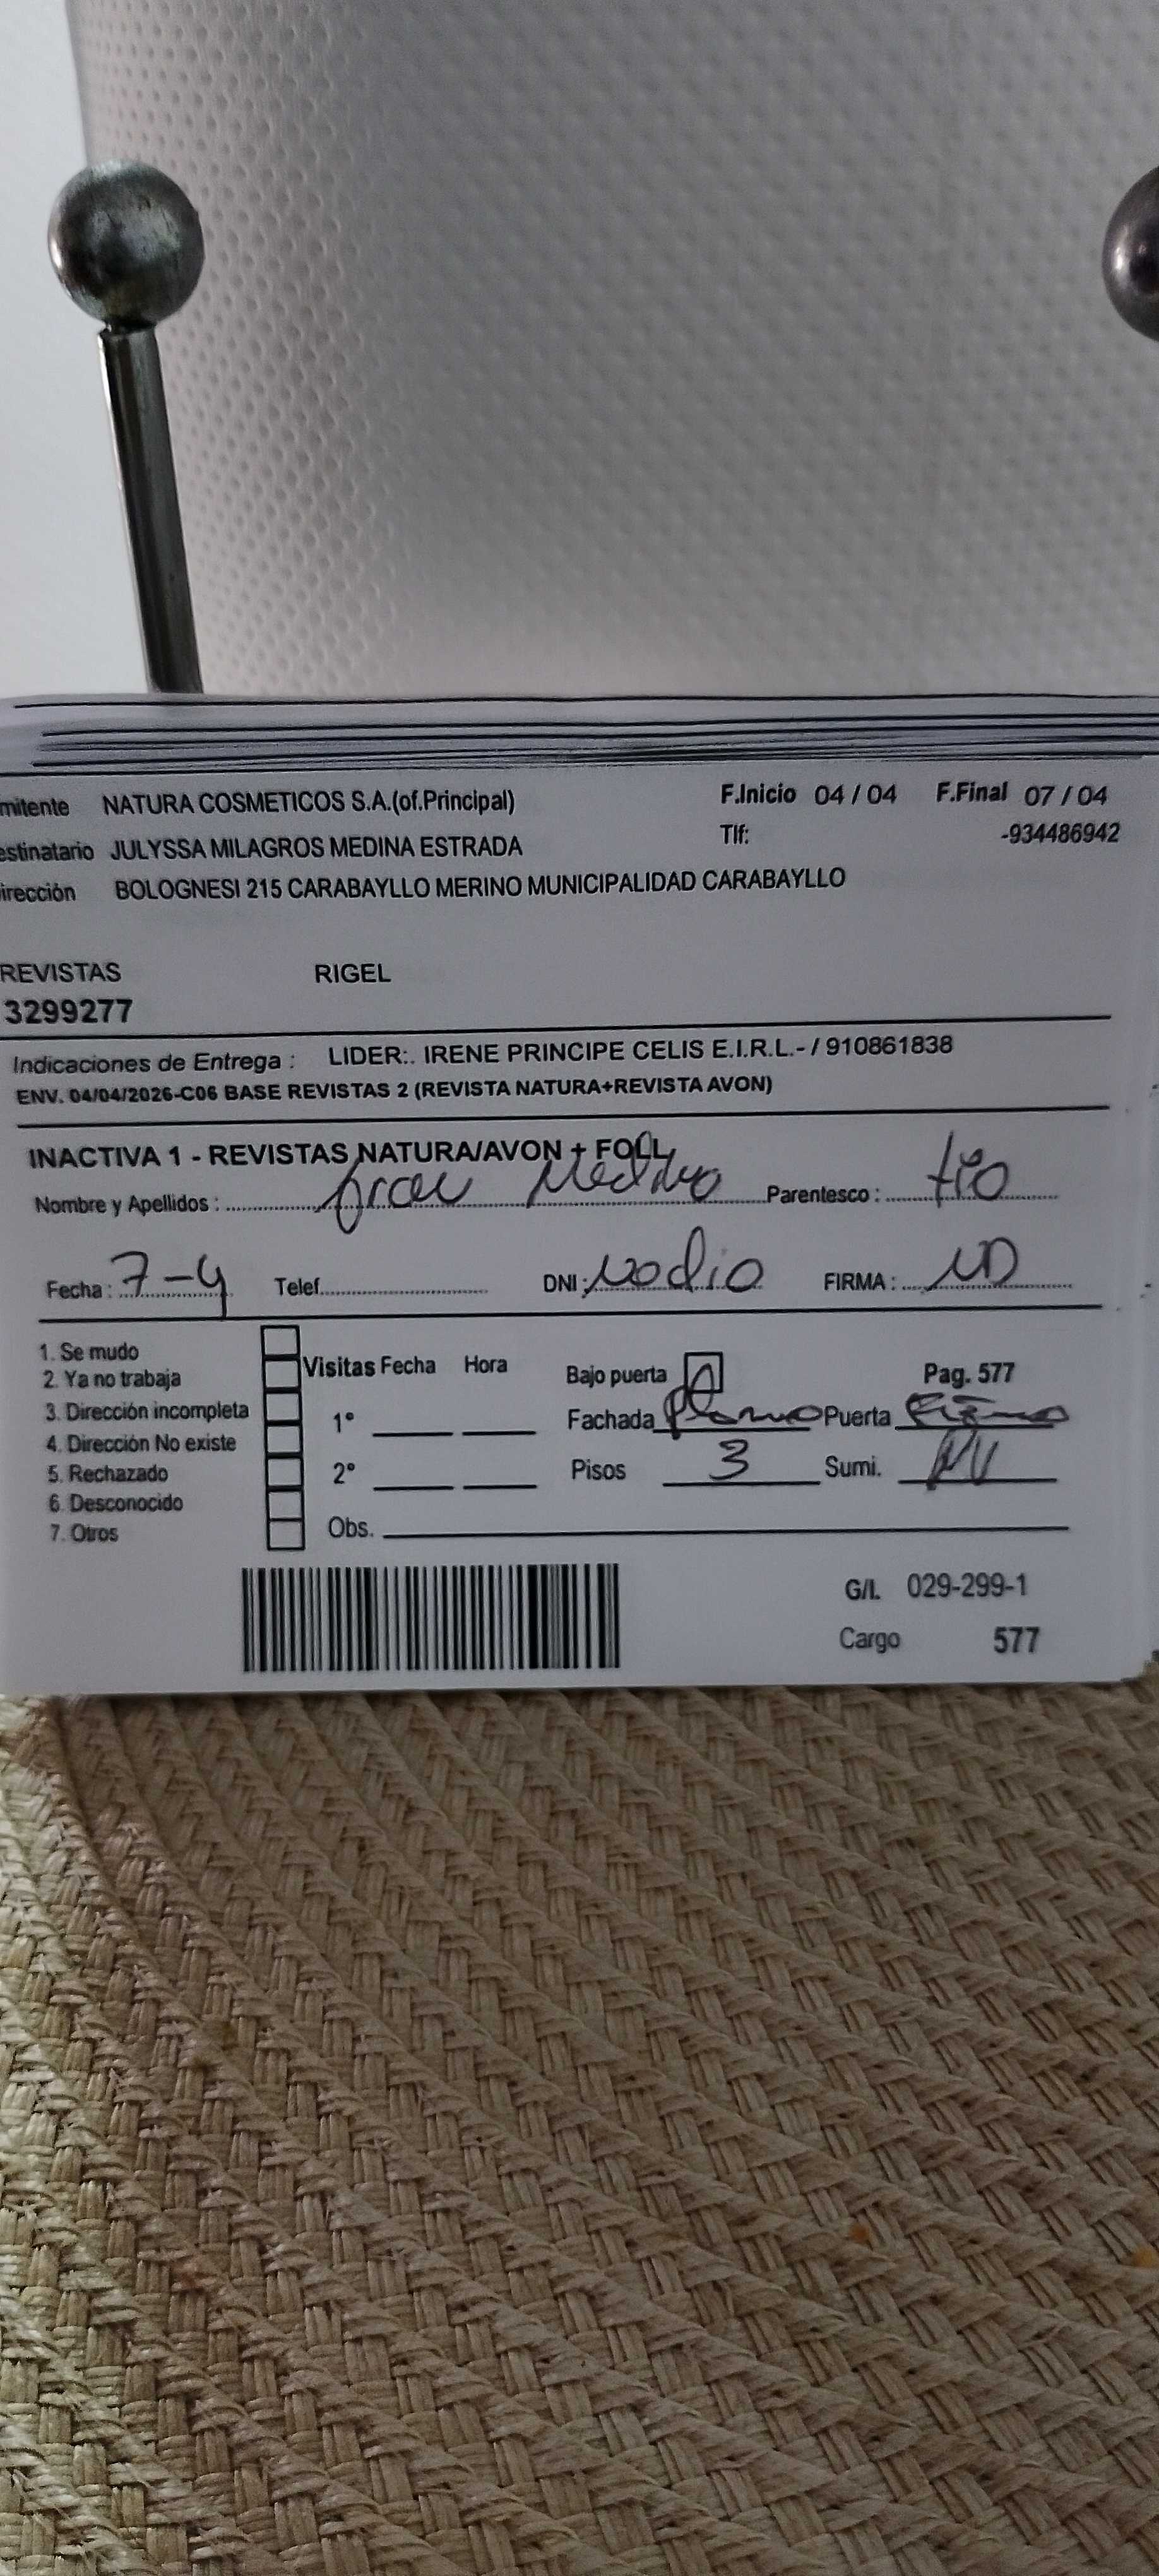 mitente NATURA COSMETICOS S.A.(of.Principal) F.Inicio 04 / 04 F.Final 07 / 04
estinatario JULYSSA MILAGROS MEDINA ESTRADA Tlf: -934486942
irección BOLOGNESI 215 CARABAYLLO MERINO MUNICIPALIDAD CARABAYLLO
REVISTAS RIGEL
3299277
Indicaciones de Entrega : LIDER:. IRENE PRINCIPE CELIS E.I.R.L.- / 910861838
ENV. 04/04/2026-C06 BASE REVISTAS 2 (REVISTA NATURA+REVISTA AVON)
INACTIVA 1 - REVISTAS NATURA/AVON + FOLL
Nombre y Apellidos : Medina Parentesco : tio
Fecha : 7-4 Telef. DNI : no dio FIRMA : ND
1. Se mudo
2. Ya no trabaja
3. Dirección incompleta
4. Dirección No existe
5. Rechazado
6. Desconocido
7. Otros
Visitas Fecha Hora Bajo puerta Pag. 577
1° Fachada Plomo Puerta
2° Pisos 3 Sumi.
Obs.
G/I. 029-299-1
Cargo 577